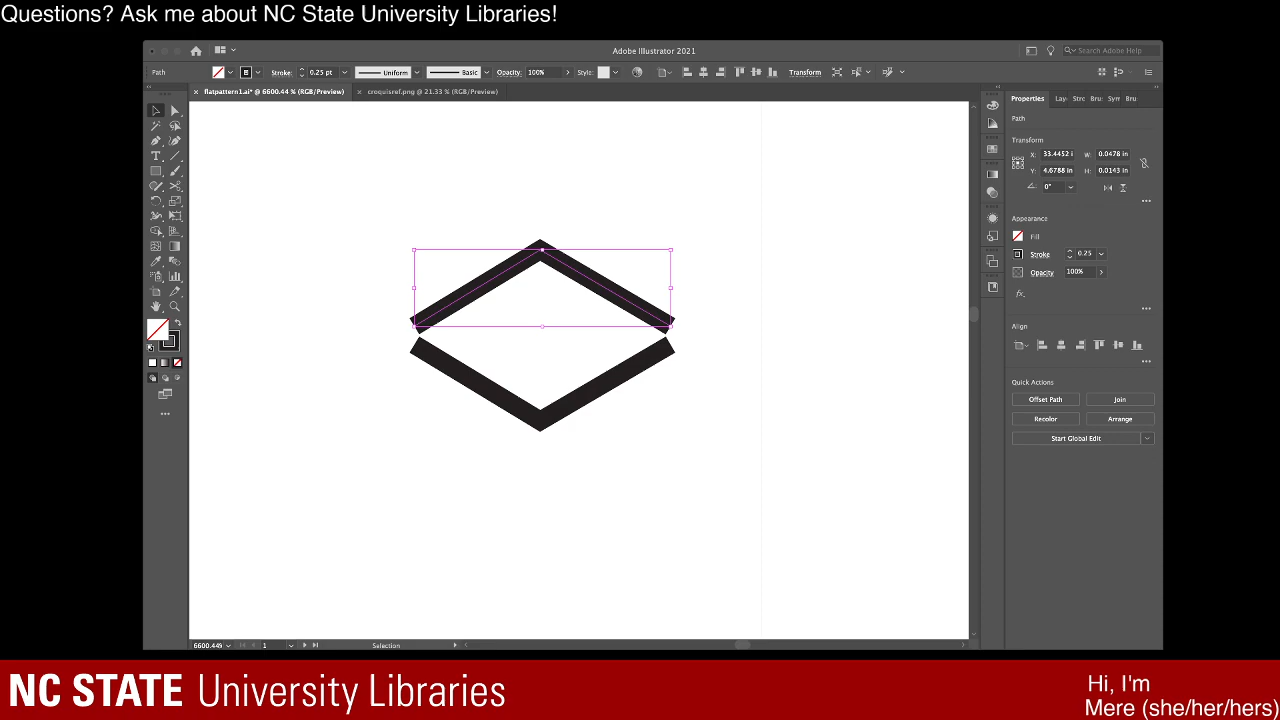 Questions? Ask me about NC State University Libraries!
Adobe Illustrator 2021
Search Adobe Help
Path
Stroke:
0.25 pt
Uniform
Basic
Opacity:
100%
Style:
Transform
flatpattern1.ai* @ 6600.44 % (RGB/Preview)
croquisref.png @ 21.33 % (RGB/Preview)
Properties
Lay
Strc
Bru
Sym
Bru
Path
Transform
X:
33.4452 i
W:
0.0478 in
Y:
4.6788 in
H:
0.0143 in
0°
Appearance
Fill
Stroke
0.25
Opacity
100%
fx
Align
Quick Actions
Offset Path
Join
Recolor
Arrange
Start Global Edit
6600.449
1
Selection
NC STATE University Libraries
Hi, I'm
Mere (she/her/hers)